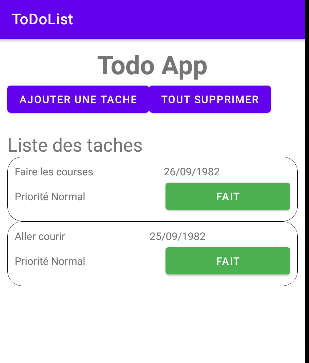 ToDoList
Todo App
AJOUTER UNE TACHE TOUT SUPPRIMER
Liste des taches
Faire les courses 26/09/1982
Priorité Normal FAIT
Aller courir 25/09/1982
Priorité Normal FAIT